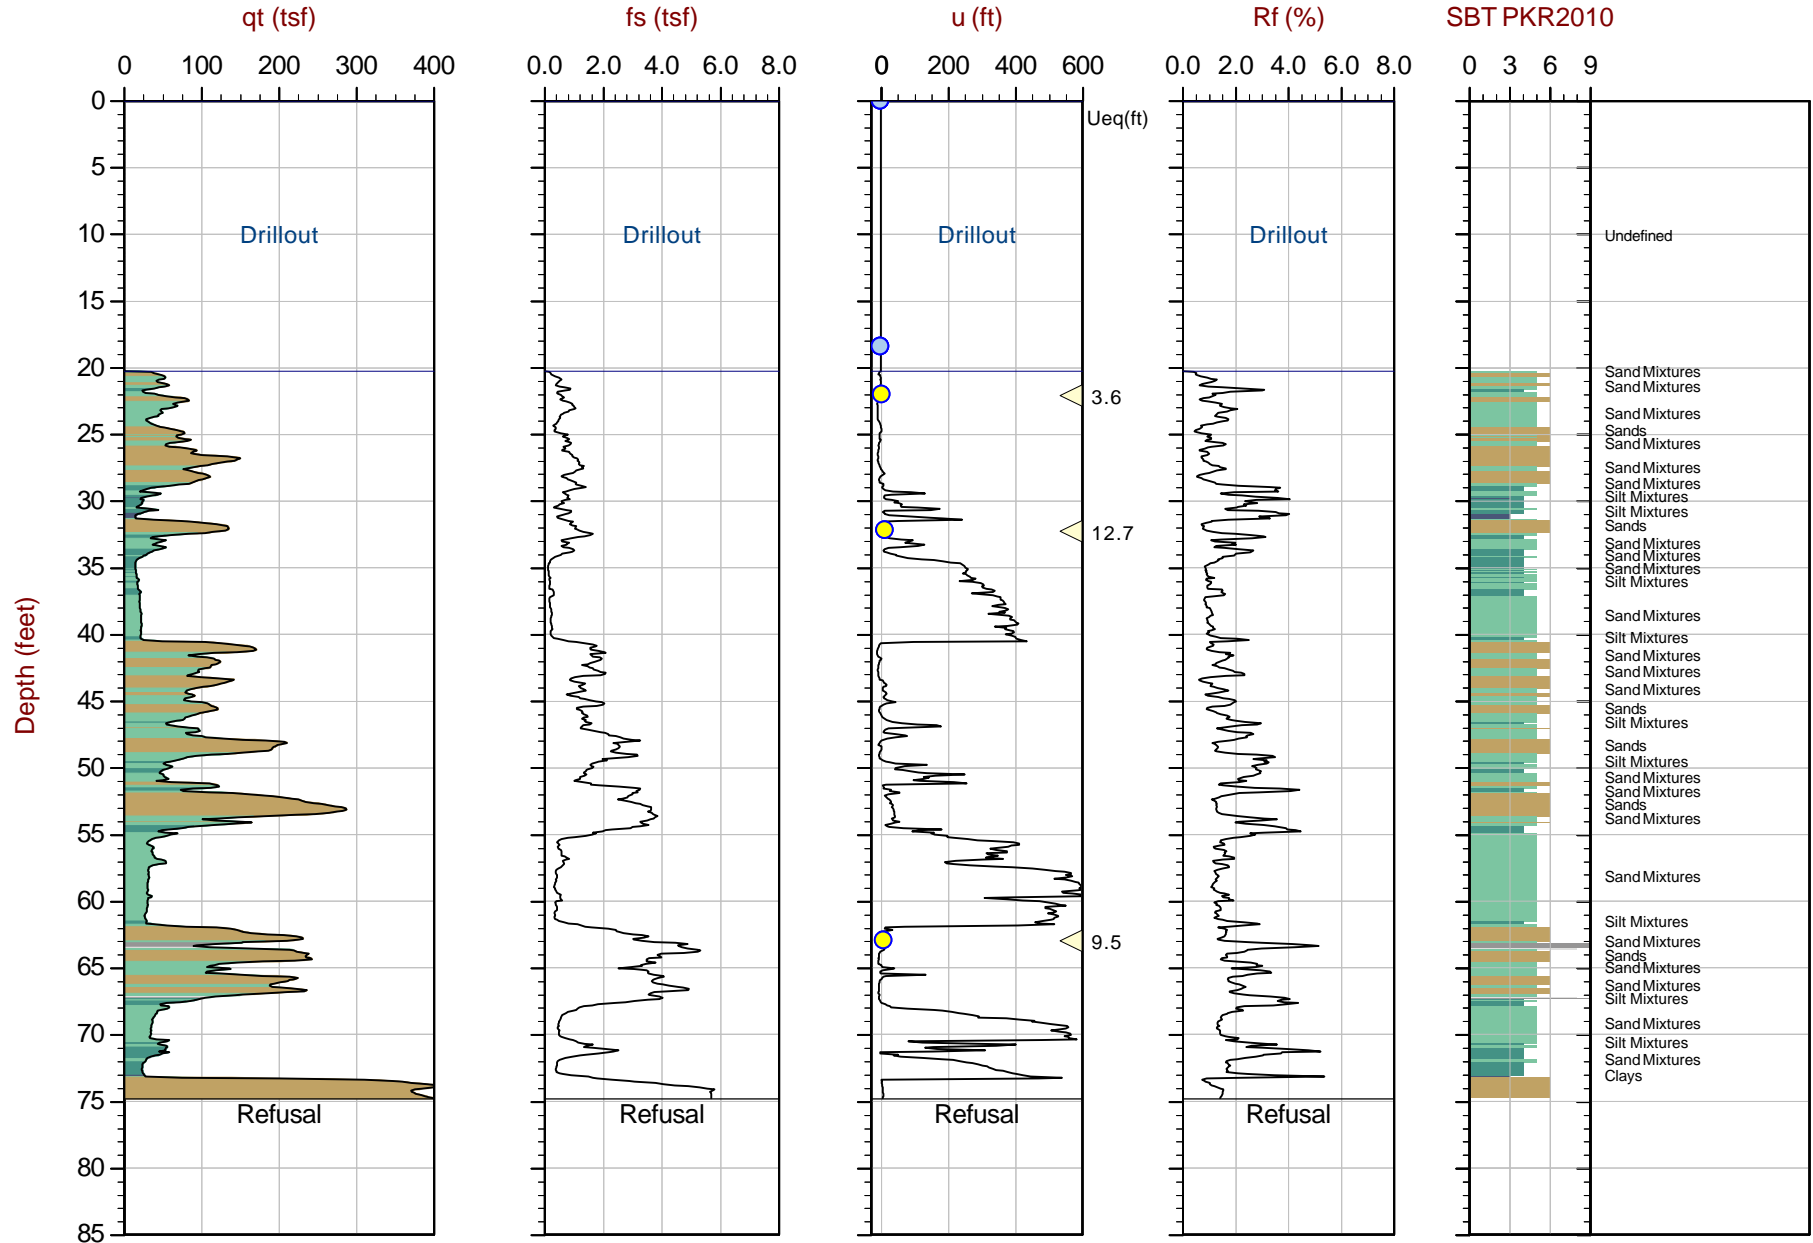 qt (tsf) fs (tsf) u (ft) Rf (%) SBT PKR2010
0 100 200 300 400 0.0 2.0 4.0 6.0 8.0 0 200 400 600 0.0 2.0 4.0 6.0 8.0 0 3 6 9
Depth (feet)
0
5
10
15
20
25
30
35
40
45
50
55
60
65
70
75
80
85
Ueq(ft)
Drillout Drillout Drillout Drillout
3.6
12.7
9.5
Refusal Refusal Refusal Refusal
Undefined
Sand Mixtures
Sand Mixtures
Sand Mixtures
Sands
Sand Mixtures
Sand Mixtures
Sand Mixtures
Silt Mixtures
Silt Mixtures
Sands
Sand Mixtures
Sand Mixtures
Sand Mixtures
Silt Mixtures
Sand Mixtures
Silt Mixtures
Sand Mixtures
Sand Mixtures
Sand Mixtures
Sands
Silt Mixtures
Sands
Silt Mixtures
Sand Mixtures
Sand Mixtures
Sands
Sand Mixtures
Sand Mixtures
Silt Mixtures
Sand Mixtures
Sands
Sand Mixtures
Sand Mixtures
Silt Mixtures
Sand Mixtures
Silt Mixtures
Sand Mixtures
Clays